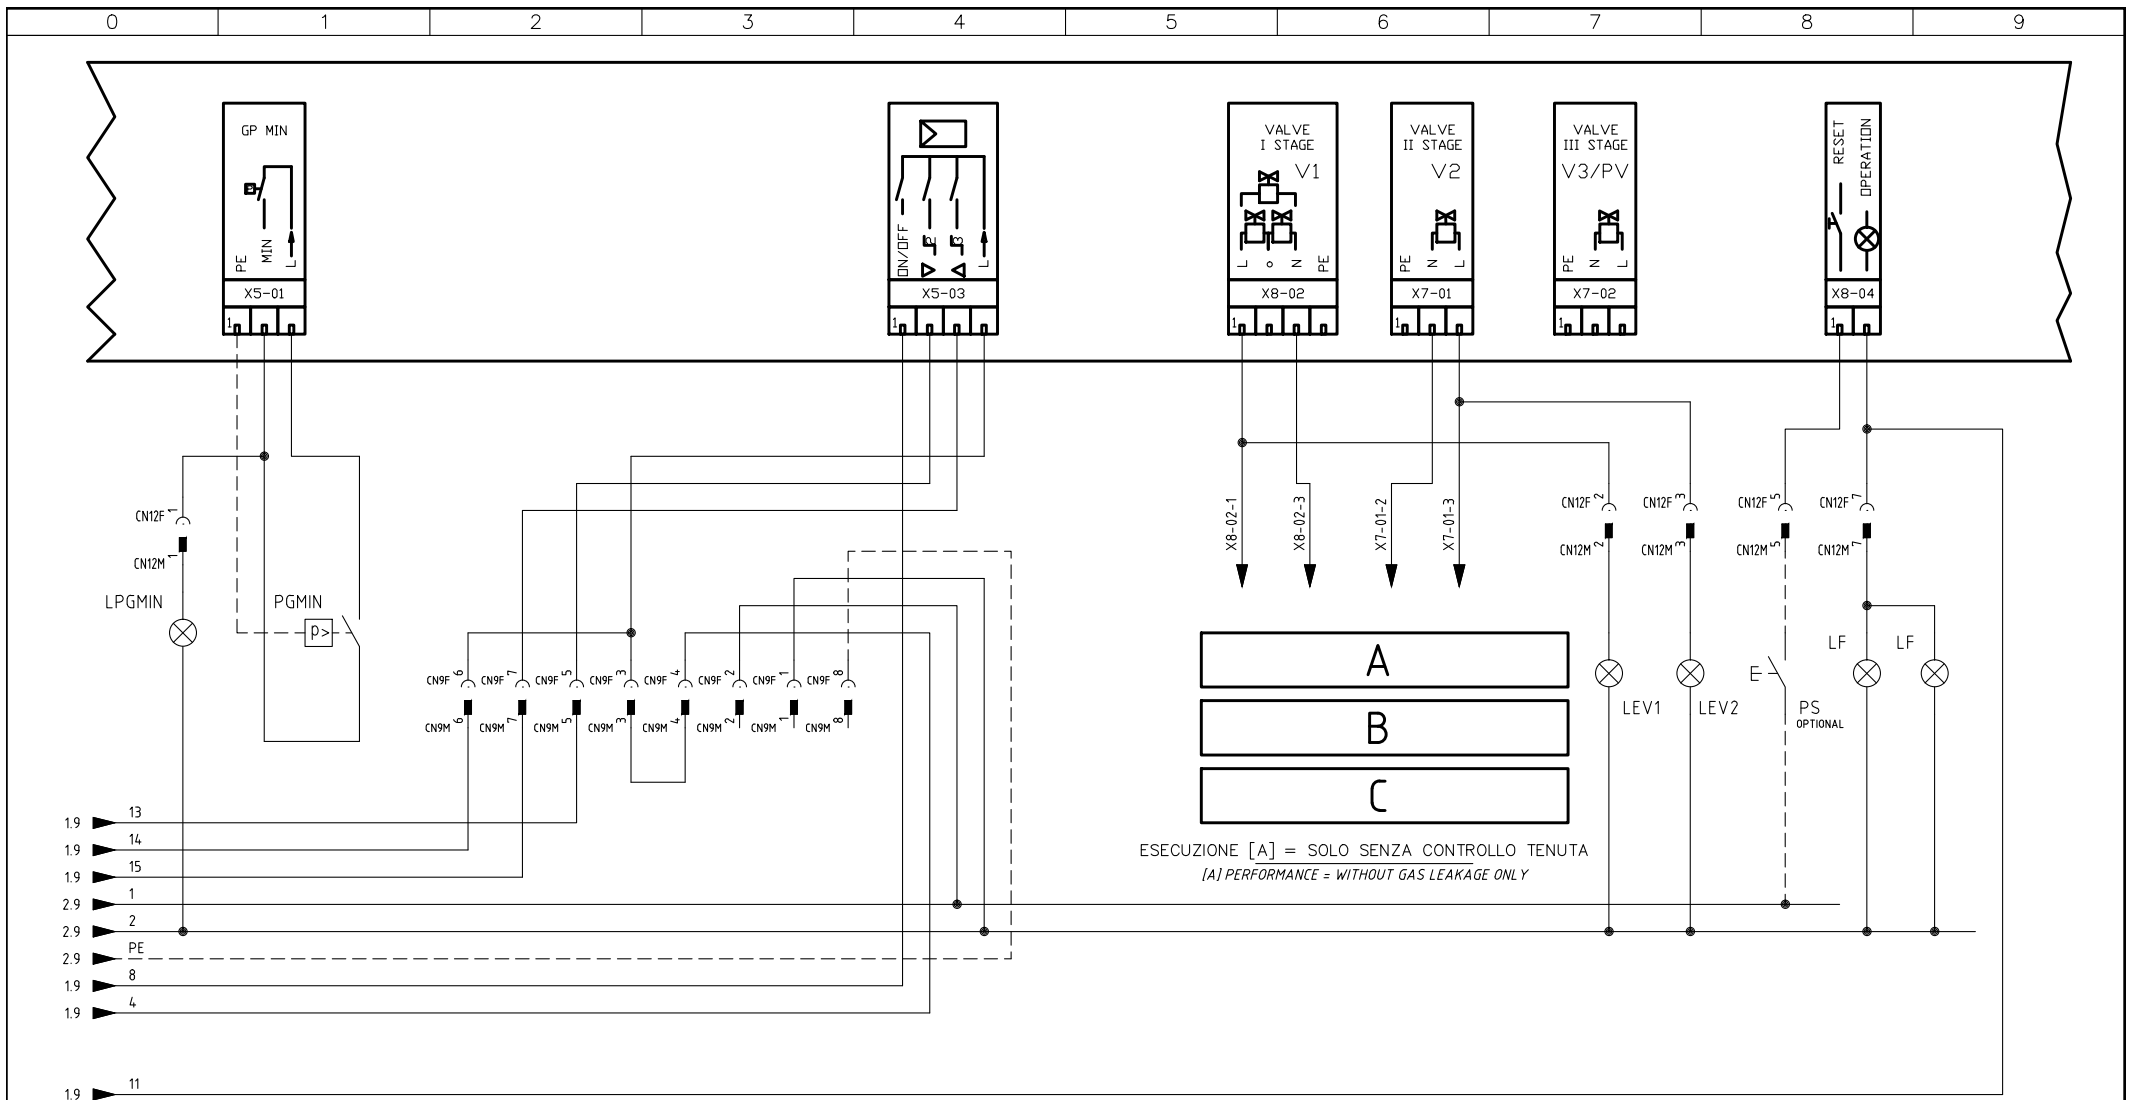 0 1 2 3 4 5 6 7 8 9
GP MIN
PE
MIN
L
X5-01
1
ON/OFF
2
3
L
X5-03
1
VALVE
I STAGE
V1
L
N
PE
X8-02
1
VALVE
II STAGE
V2
PE
N
L
X7-01
1
VALVE
III STAGE
V3/PV
PE
N
L
X7-02
1
RESET
OPERATION
X8-04
1
CN12F 1
CN12M 1
LPGMIN
PGMIN
p>
CN9F 6 CN9F 7 CN9F 5 CN9F 3 CN9F 4 CN9F 2 CN9F 1 CN9F 8
CN9M 6 CN9M 7 CN9M 5 CN9M 3 CN9M 4 CN9M 2 CN9M 1 CN9M 8
X8-02-1
X8-02-3
X7-01-2
X7-01-3
CN12F 2 CN12F 3 CN12F 5 CN12F 7
CN12M 2 CN12M 3 CN12M 5 CN12M 7
A
B
C
LEV1
LEV2
PS
OPTIONAL
LF
LF
ESECUZIONE [A] = SOLO SENZA CONTROLLO TENUTA
[A] PERFORMANCE = WITHOUT GAS LEAKAGE ONLY
1.9 13
1.9 14
1.9 15
2.9 1
2.9 2
2.9 PE
1.9 8
1.9 4
1.9 11